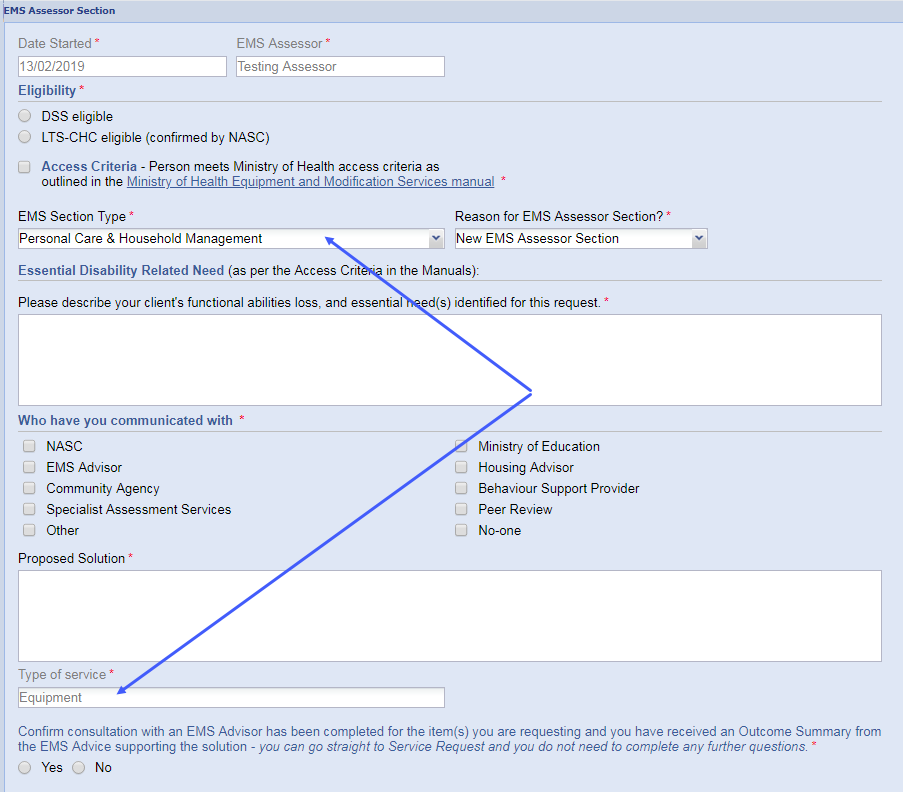 EMS Assessor Section
Date Started * EMS Assessor *
13/02/2019 Testing Assessor
Eligibility *
DSS eligible
LTS-CHC eligible (confirmed by NASC)
Access Criteria - Person meets Ministry of Health access criteria as
outlined in the Ministry of Health Equipment and Modification Services manual *
EMS Section Type * Reason for EMS Assessor Section? *
Personal Care & Household Management New EMS Assessor Section
Essential Disability Related Need (as per the Access Criteria in the Manuals):
Please describe your client's functional abilities loss, and essential need(s) identified for this request. *
Who have you communicated with *
NASC Ministry of Education
EMS Advisor Housing Advisor
Community Agency Behaviour Support Provider
Specialist Assessment Services Peer Review
Other No-one
Proposed Solution *
Type of service *
Equipment
Confirm consultation with an EMS Advisor has been completed for the item(s) you are requesting and you have received an Outcome Summary from
the EMS Advice supporting the solution - you can go straight to Service Request and you do not need to complete any further questions. *
Yes No